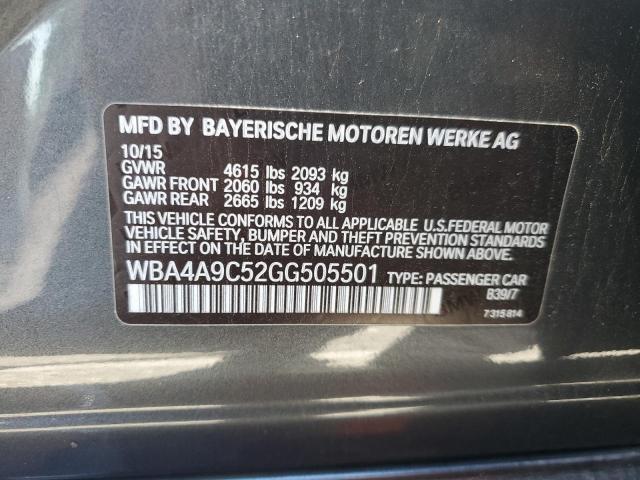 MFD BY BAYERISCHE MOTOREN WERKE AG
10/15
GVWR 4615 lbs 2093 kg
GAWR FRONT 2060 lbs 934 kg
GAWR REAR 2665 lbs 1209 kg
THIS VEHICLE CONFORMS TO ALL APPLICABLE U.S.FEDERAL MOTOR
VEHICLE SAFETY, BUMPER AND THEFT PREVENTION
STANDARDS IN EFFECT ON THE DATE OF MANUFACTURE SHOWN ABOVE.
WBA4A9C52GG505501 TYPE: PASSENGER CAR
B39/7
7315814